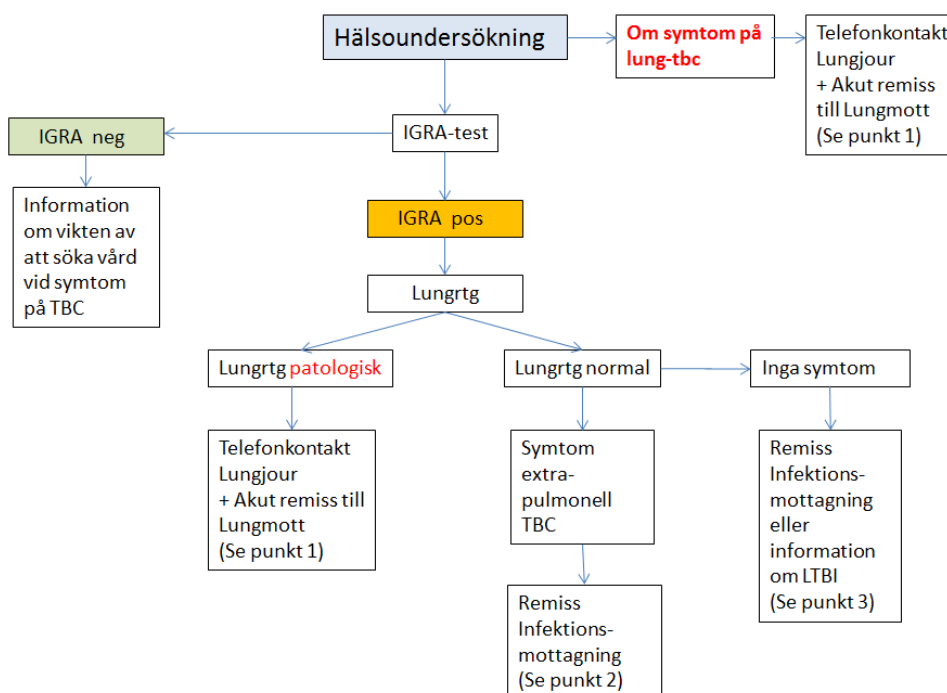 Hälsoundersökning
Om symtom på
lung-tbc
Telefonkontakt
Lungjour
+ Akut remiss
till Lungmott
(Se punkt 1)
IGRA neg
IGRA-test
Information
om vikten av
att söka vård
vid symtom
på TBC
IGRA pos
Lungrtg
Lungrtg patologisk
Lungrtg normal
Inga symtom
Telefonkontakt
Lungjour
+ Akut remiss till
Lungmott
(Se punkt 1)
Symtom
extra-
pulmonell
TBC
Remiss
Infektions-
mottagning
eller
information
om LTBI
(Se punkt 3)
Remiss
Infektions-
mottagning
(Se punkt 2)